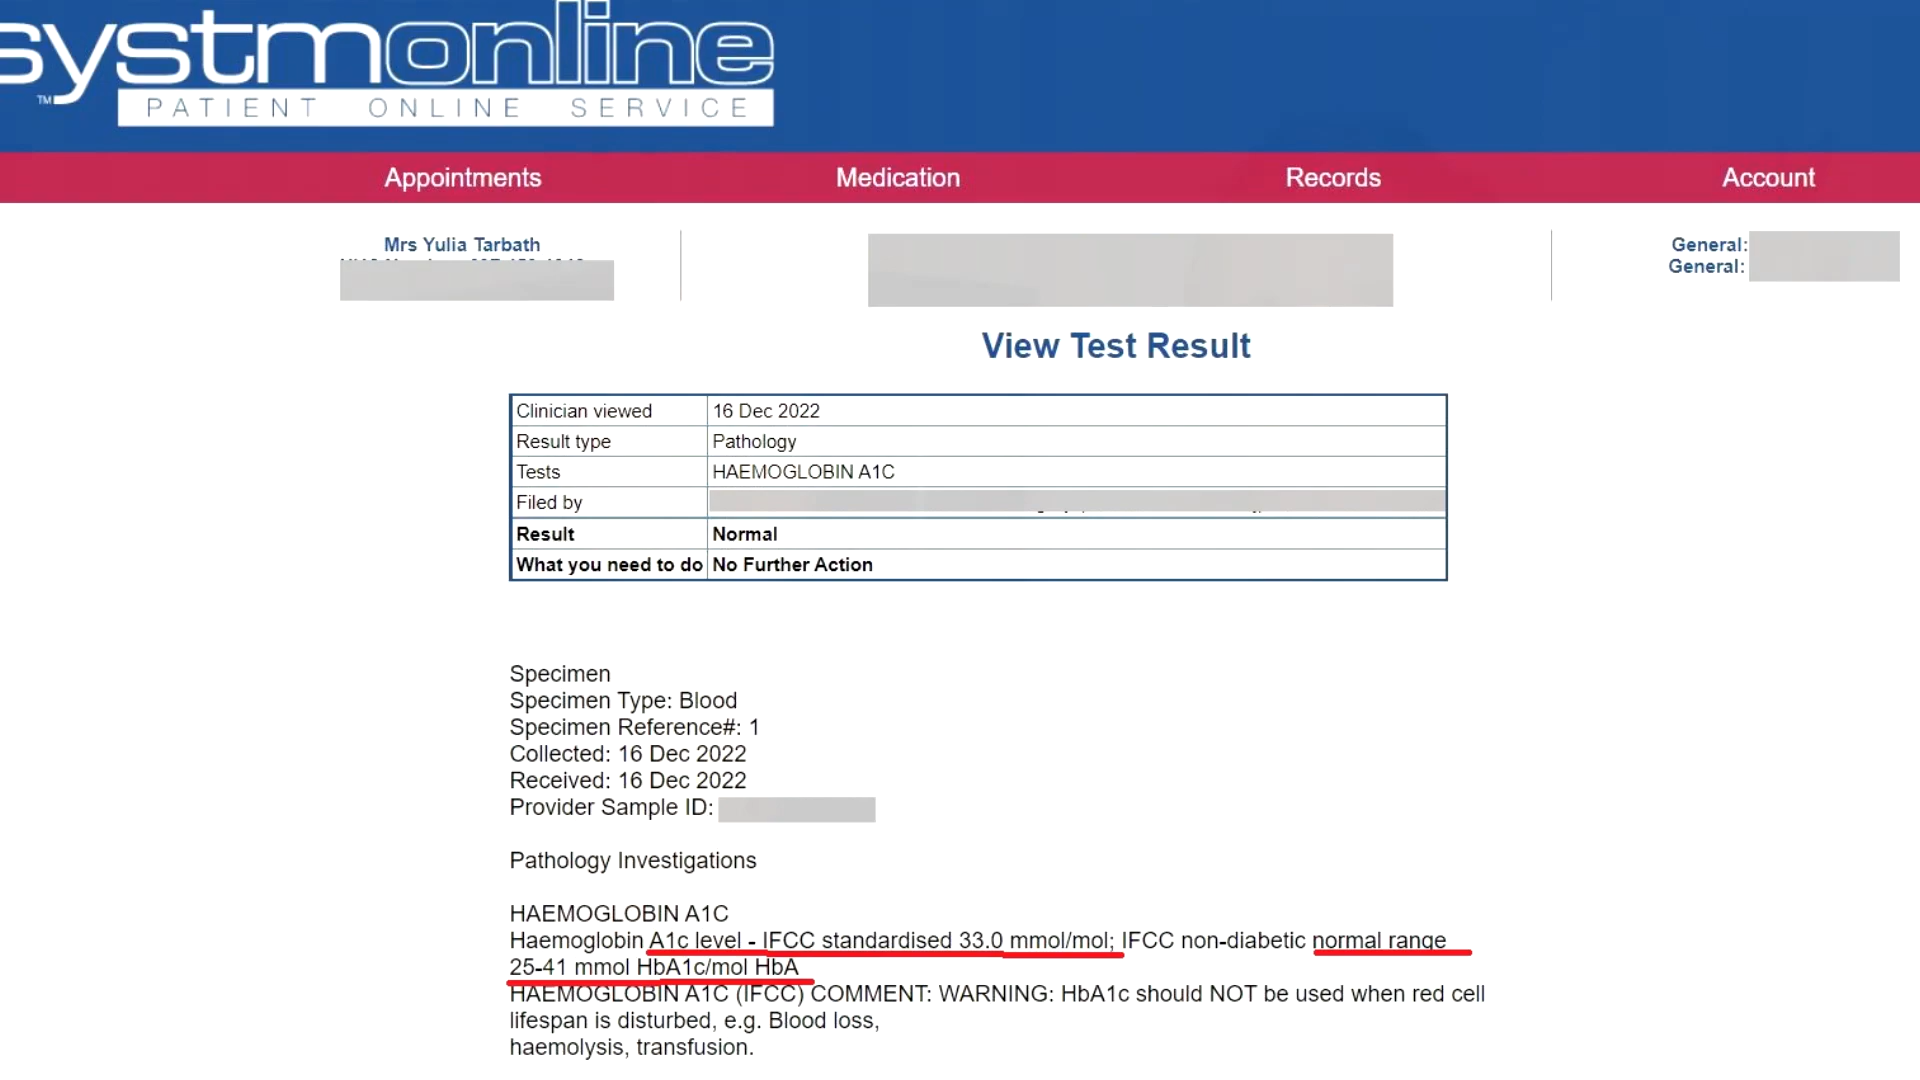 systmonline
™ PATIENT ONLINE SERVICE
Appointments Medication Records Account
Mrs Yulia Tarbath
General:
General:
View Test Result
Clinician viewed 16 Dec 2022
Result type Pathology
Tests HAEMOGLOBIN A1C
Filed by
Result Normal
What you need to do No Further Action
Specimen
Specimen Type: Blood
Specimen Reference#: 1
Collected: 16 Dec 2022
Received: 16 Dec 2022
Provider Sample ID:
Pathology Investigations
HAEMOGLOBIN A1C
Haemoglobin A1c level - IFCC standardised 33.0 mmol/mol; IFCC non-diabetic normal range
25-41 mmol HbA1c/mol HbA
HAEMOGLOBIN A1C (IFCC) COMMENT: WARNING: HbA1c should NOT be used when red cell
lifespan is disturbed, e.g. Blood loss,
haemolysis, transfusion.